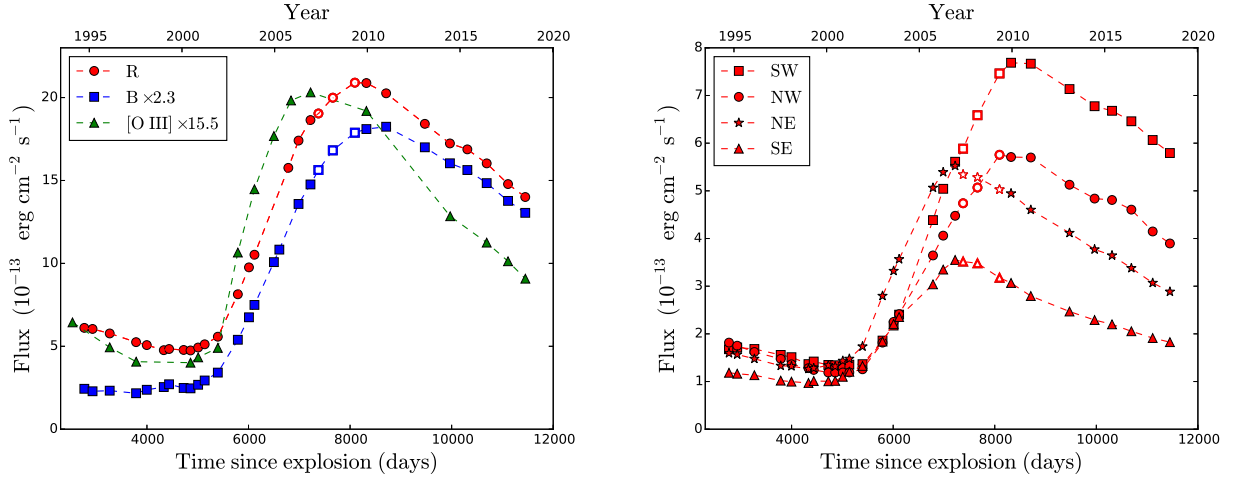 Year
1995 2000 2005 2010 2015 2020
R
B ×2.3
[O III] ×15.5
Flux (10⁻¹³ erg cm⁻² s⁻¹)
20
15
10
5
0
4000 6000 8000 10000 12000
Time since explosion (days)
Year
1995 2000 2005 2010 2015 2020
SW
NW
NE
SE
Flux (10⁻¹³ erg cm⁻² s⁻¹)
8
7
6
5
4
3
2
1
0
4000 6000 8000 10000 12000
Time since explosion (days)